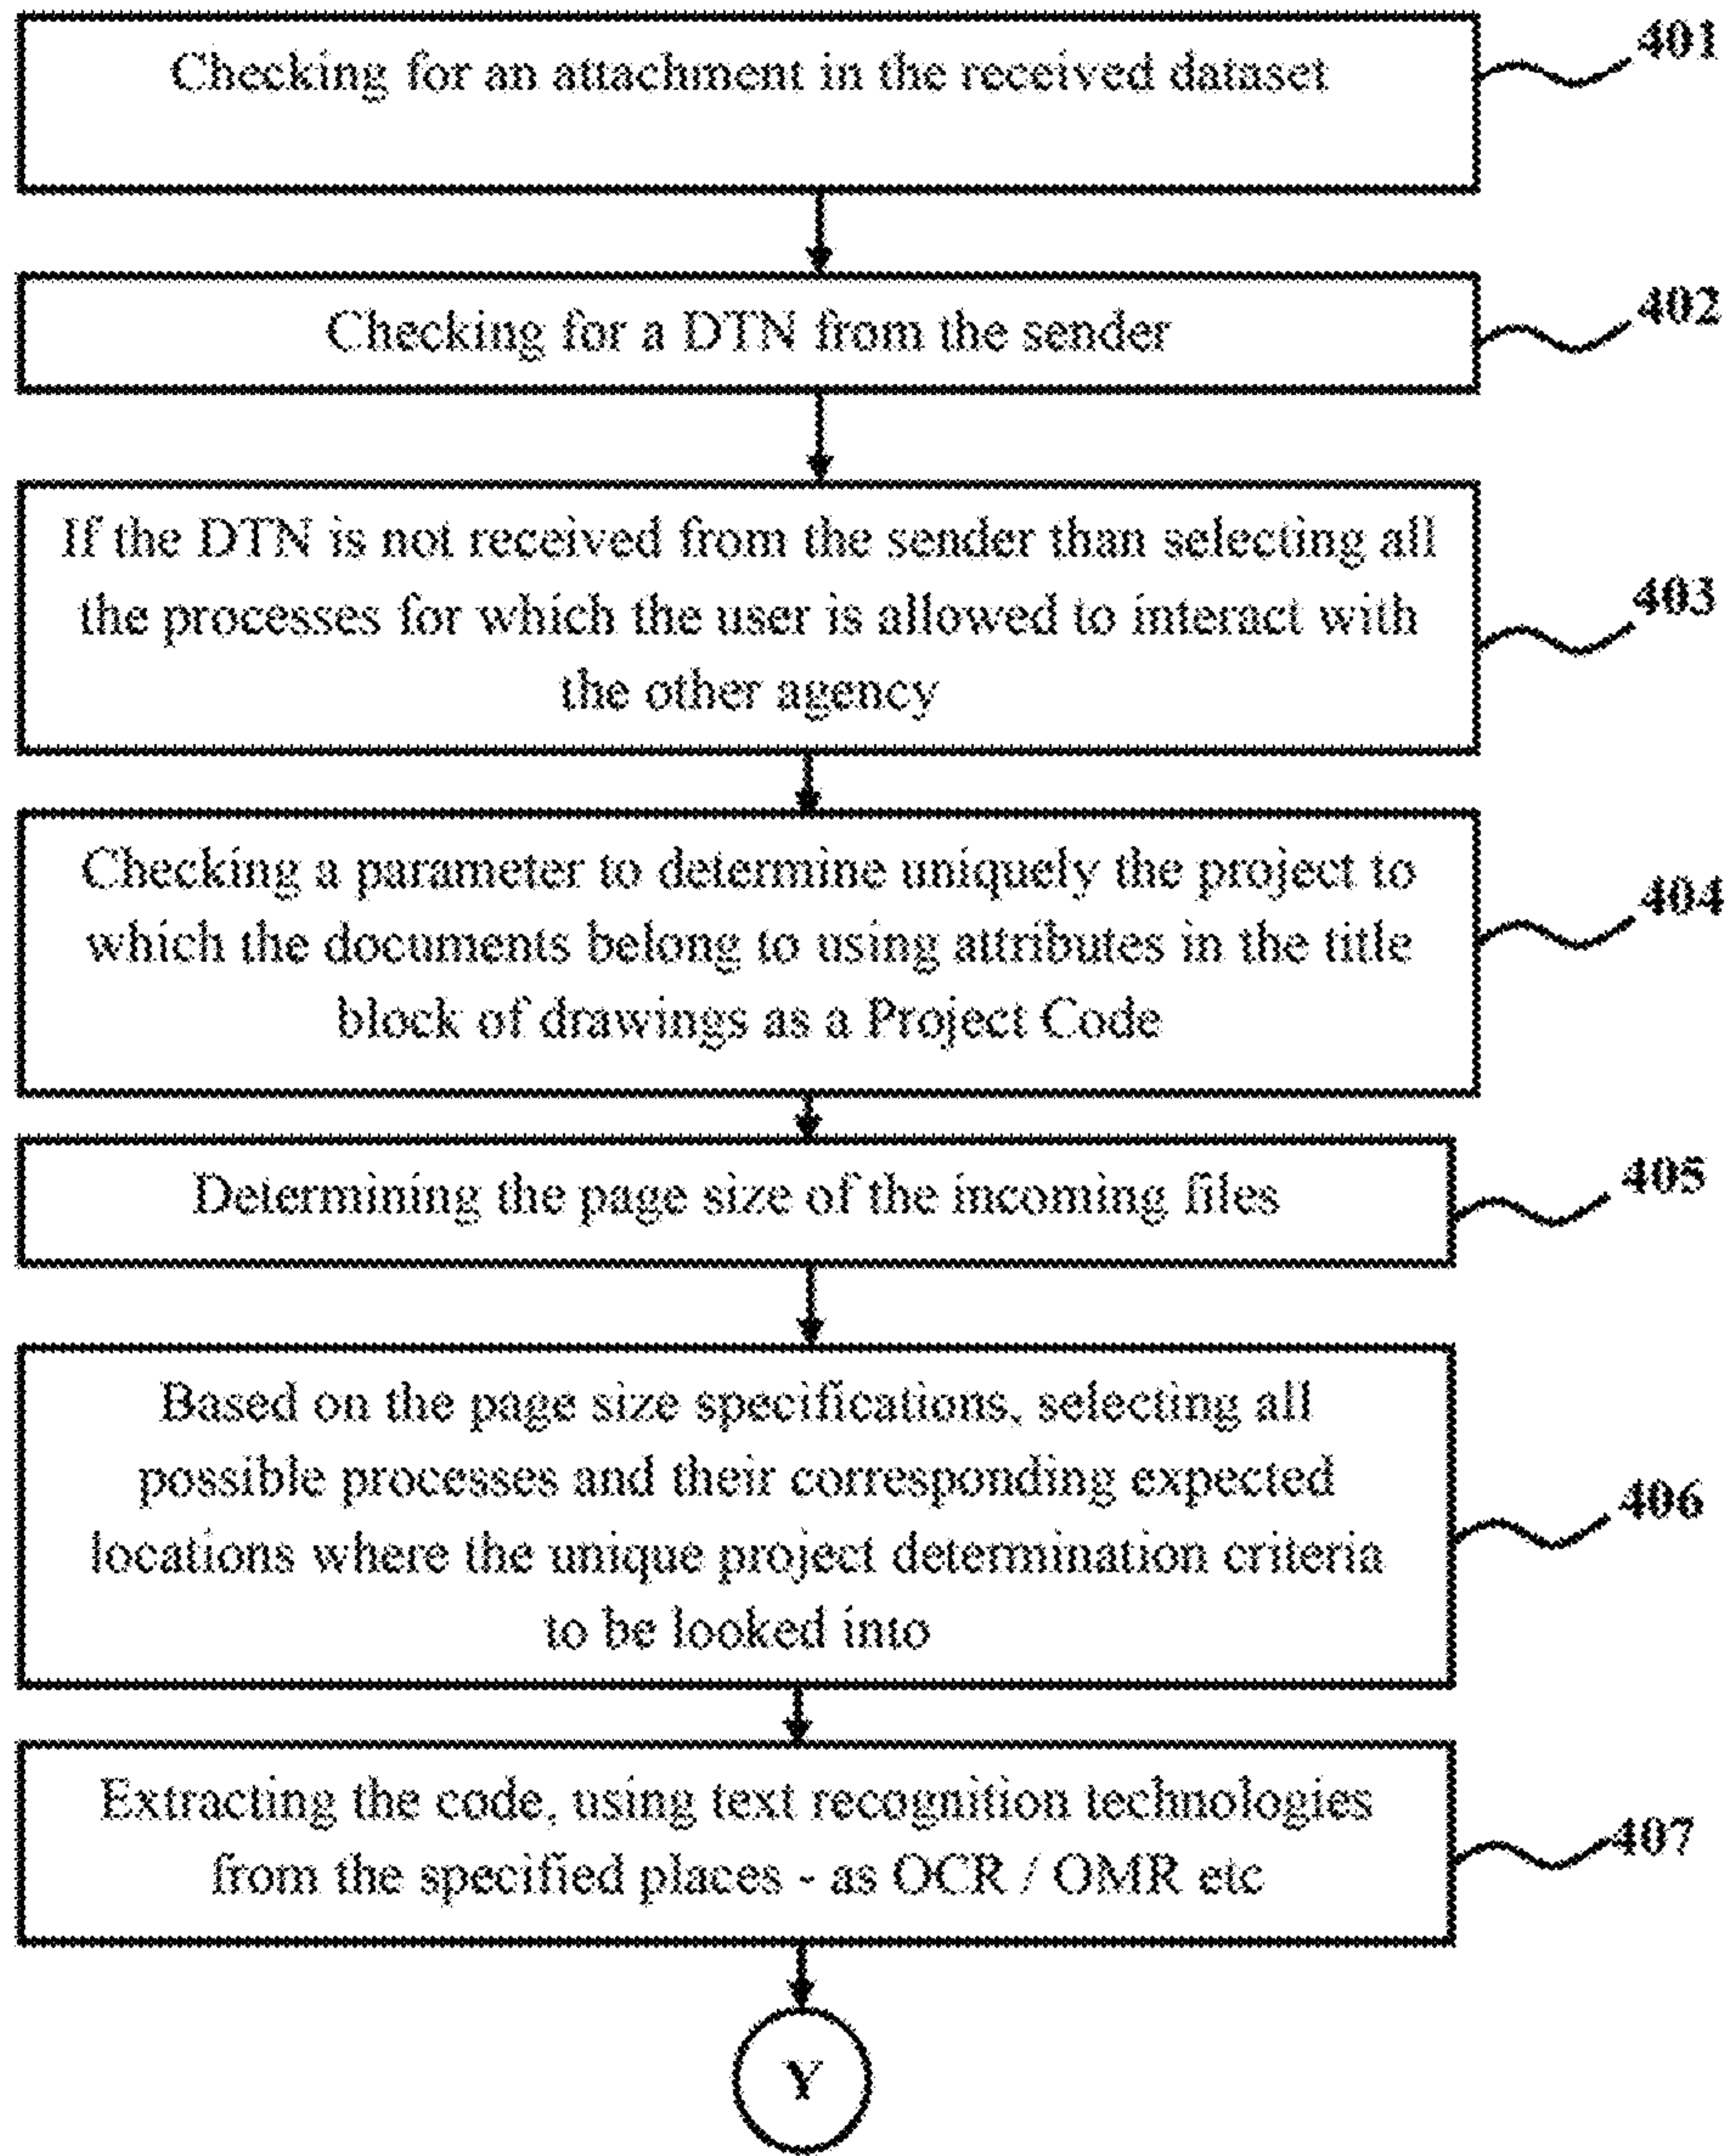 Checking for an attachment in the received dataset
401
Checking for a DTN from the sender
402
If the DTN is not received from the sender than selecting all
the processes for which the user is allowed to interact with
the other agency
403
Checking a parameter to determine uniquely the project to
which the documents belong to using attributes in the title
block of drawings as a Project Code
404
Determining the page size of the incoming files
405
Based on the page size specifications, selecting all
possible processes and their corresponding expected
locations where the unique project determination criteria
to be looked into
406
Extracting the code, using text recognition technologies
from the specified places - as OCR / OMR etc
407
Y